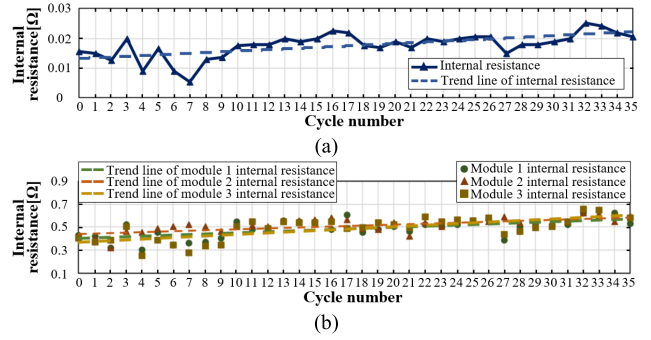 0.03
0.02
0.01
0
Internal
resistance[Ω]
Internal resistance
Trend line of internal resistance
0 1 2 3 4 5 6 7 8 9 10 11 12 13 14 15 16 17 18 19 20 21 22 23 24 25 26 27 28 29 30 31 32 33 34 35
Cycle number
(a)
Trend line of module 1 internal resistance
Trend line of module 2 internal resistance
Trend line of module 3 internal resistance
Module 1 internal resistance
Module 2 internal resistance
Module 3 internal resistance
0.9
0.7
0.5
0.3
0.1
Internal
resistance[Ω]
0 1 2 3 4 5 6 7 8 9 10 11 12 13 14 15 16 17 18 19 20 21 22 23 24 25 26 27 28 29 30 31 32 33 34 35
Cycle number
(b)